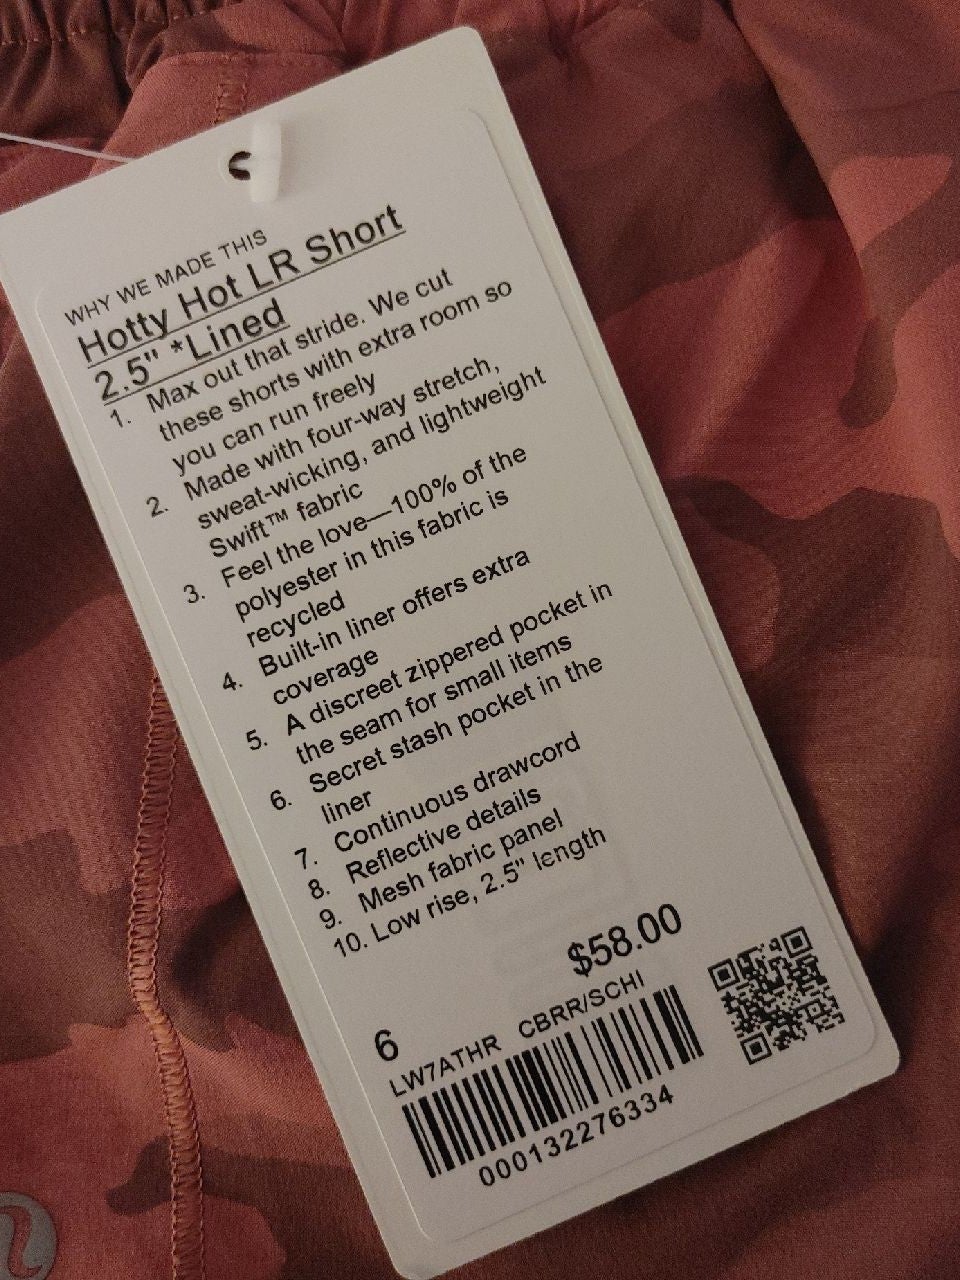 WHY WE MADE THIS
Hotty Hot LR Short
2.5" *Lined
1. Max out that stride. We cut
these shorts with extra room so
you can run freely
2. Made with four-way stretch,
sweat-wicking, and lightweight
Swift™ fabric
3. Feel the love—100% of the
polyester in this fabric is
recycled
4. Built-in liner offers extra
coverage
5. A discreet zippered pocket in
the seam for small items
6. Secret stash pocket in the
liner
7. Continuous drawcord
8. Reflective details
9. Mesh fabric panel
10. Low rise, 2.5" length
$58.00
6
LW7ATHR CBRR/SCHI
000132276334